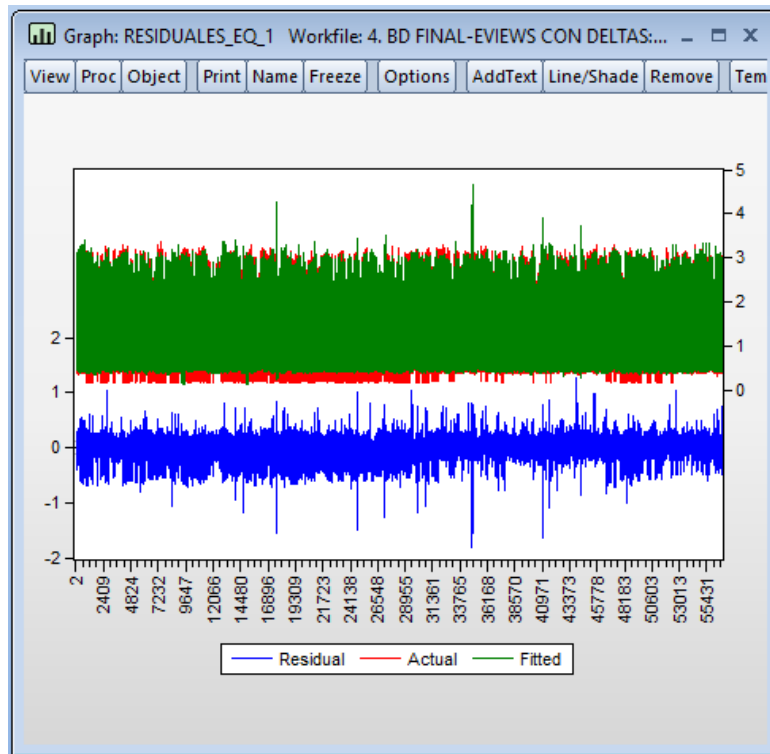 Graph: RESIDUALES_EQ_1 Workfile: 4. BD FINAL-EVIEWS CON DELTAS:...
View Proc Object Print Name Freeze Options AddText Line/Shade Remove Tem
5
4
3
2
1
0
2
1
0
-1
-2
2 2409 4824 7232 9647 12066 14480 16896 19309 21723 24138 26548 28955 31361 33765 36168 38570 40971 43373 45778 48183 50603 53013 55431
Residual Actual Fitted